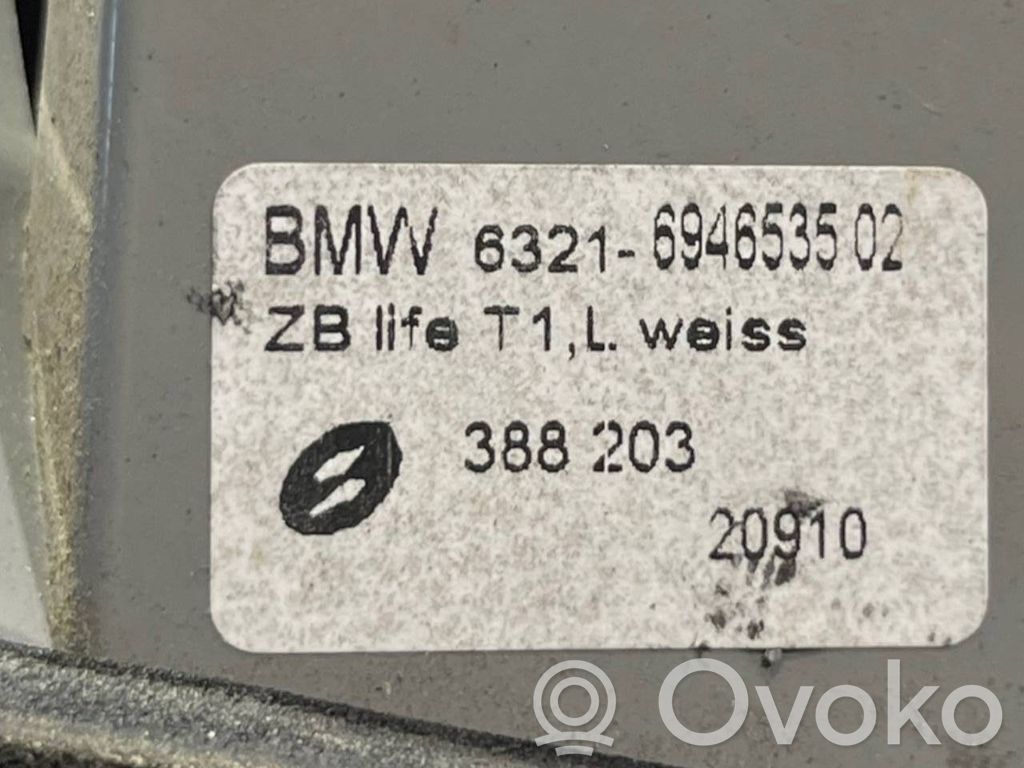 BMW 6321-6946535 02
ZB life T1,L. weiss
388 203
20910
Ovoko